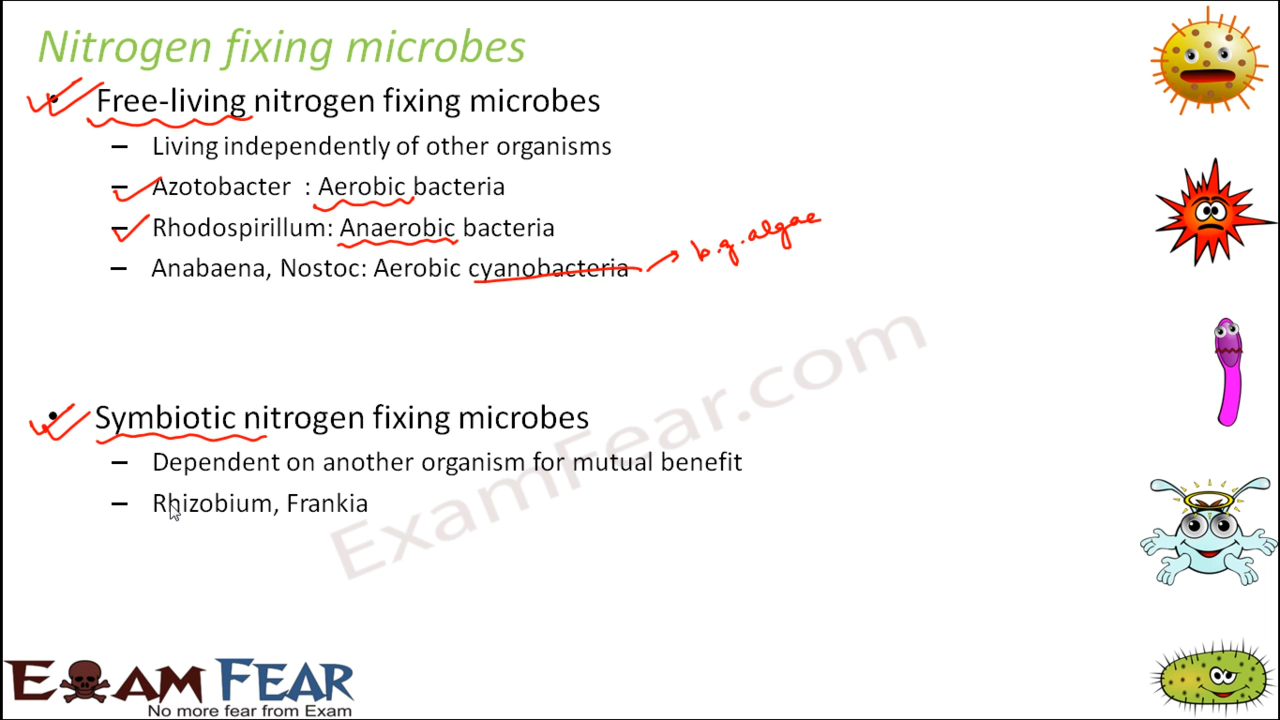 Nitrogen fixing microbes
• Free-living nitrogen fixing microbes
– Living independently of other organisms
– Azotobacter : Aerobic bacteria
– Rhodospirillum: Anaerobic bacteria
– Anabaena, Nostoc: Aerobic cyanobacteria → b.g.algae
• Symbiotic nitrogen fixing microbes
– Dependent on another organism for mutual benefit
– Rhizobium, Frankia
ExamFear.com
EXAM FEAR
No more fear from Exam